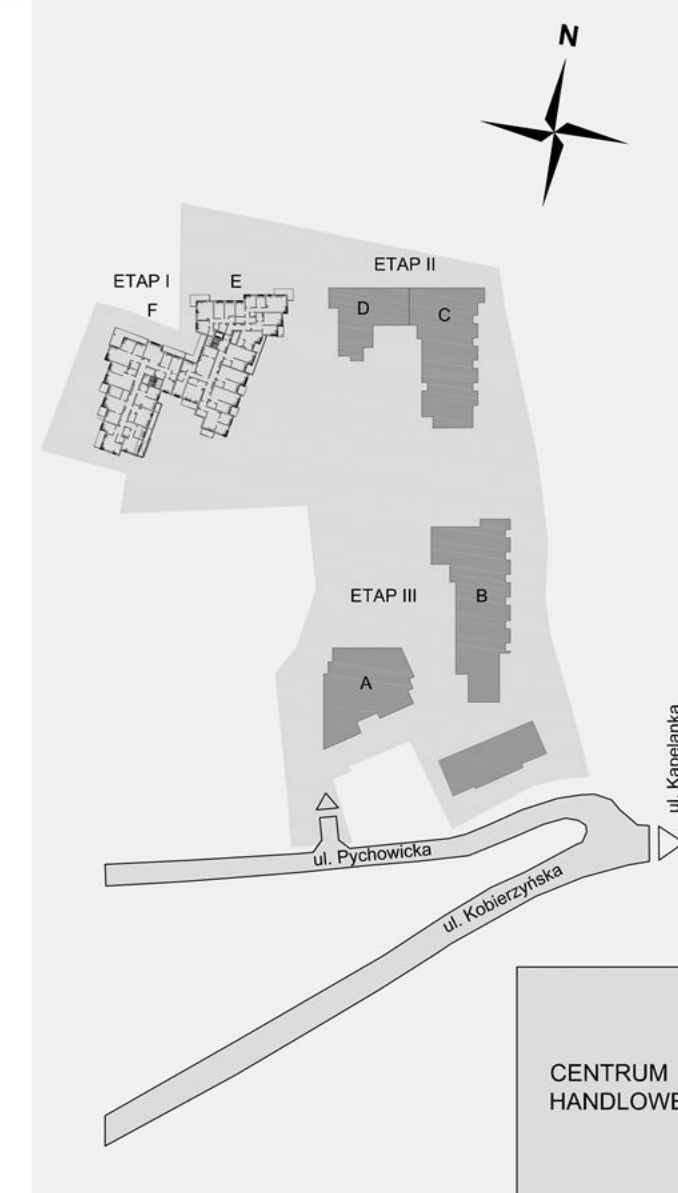 N
ETAP II
ETAP I
E
F
D
C
ETAP III
B
A
ul. Kapelanka
ul. Pychowicka
ul. Kobierzyńska
CENTRUM
HANDLOWE